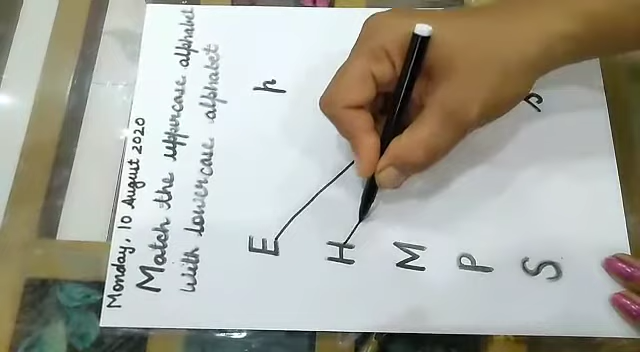 Monday, 10 August 2020
Match the uppercase alphabet
with lowercase alphabet
E h
H
M
P
S